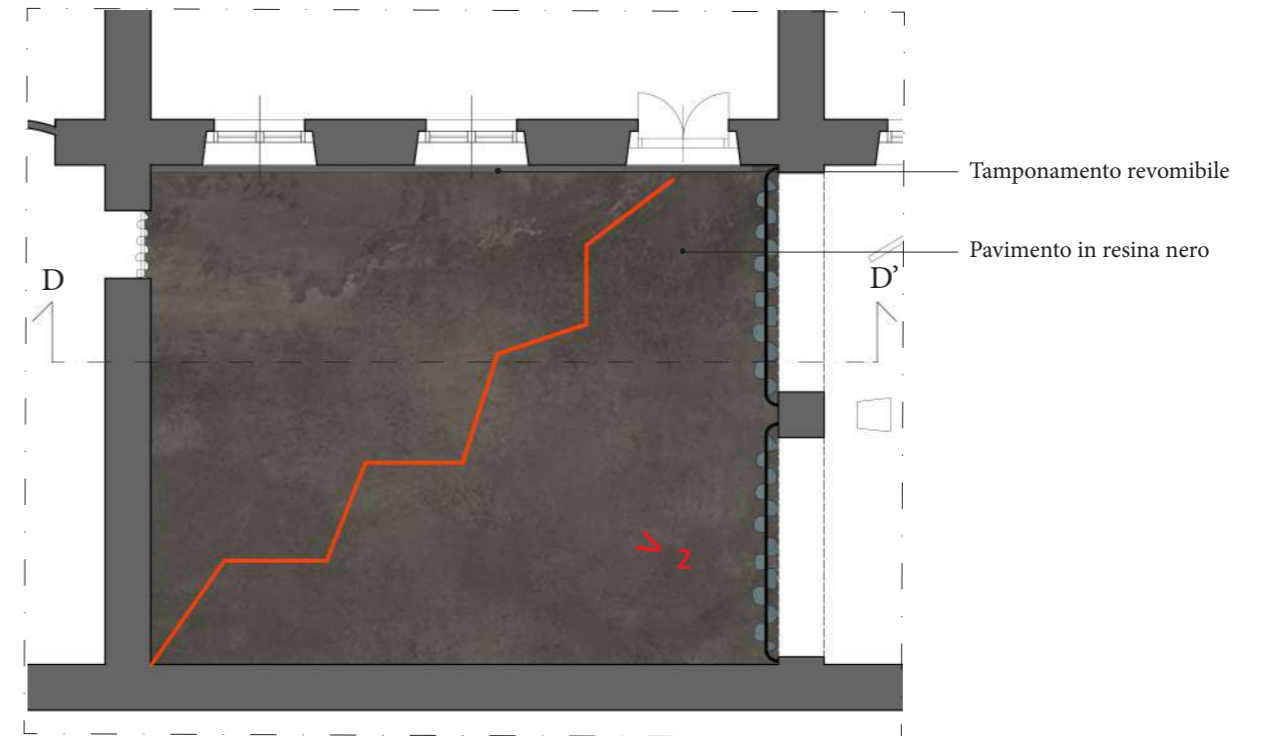 Tamponamento revomibile
Pavimento in resina nero
D
D’
2